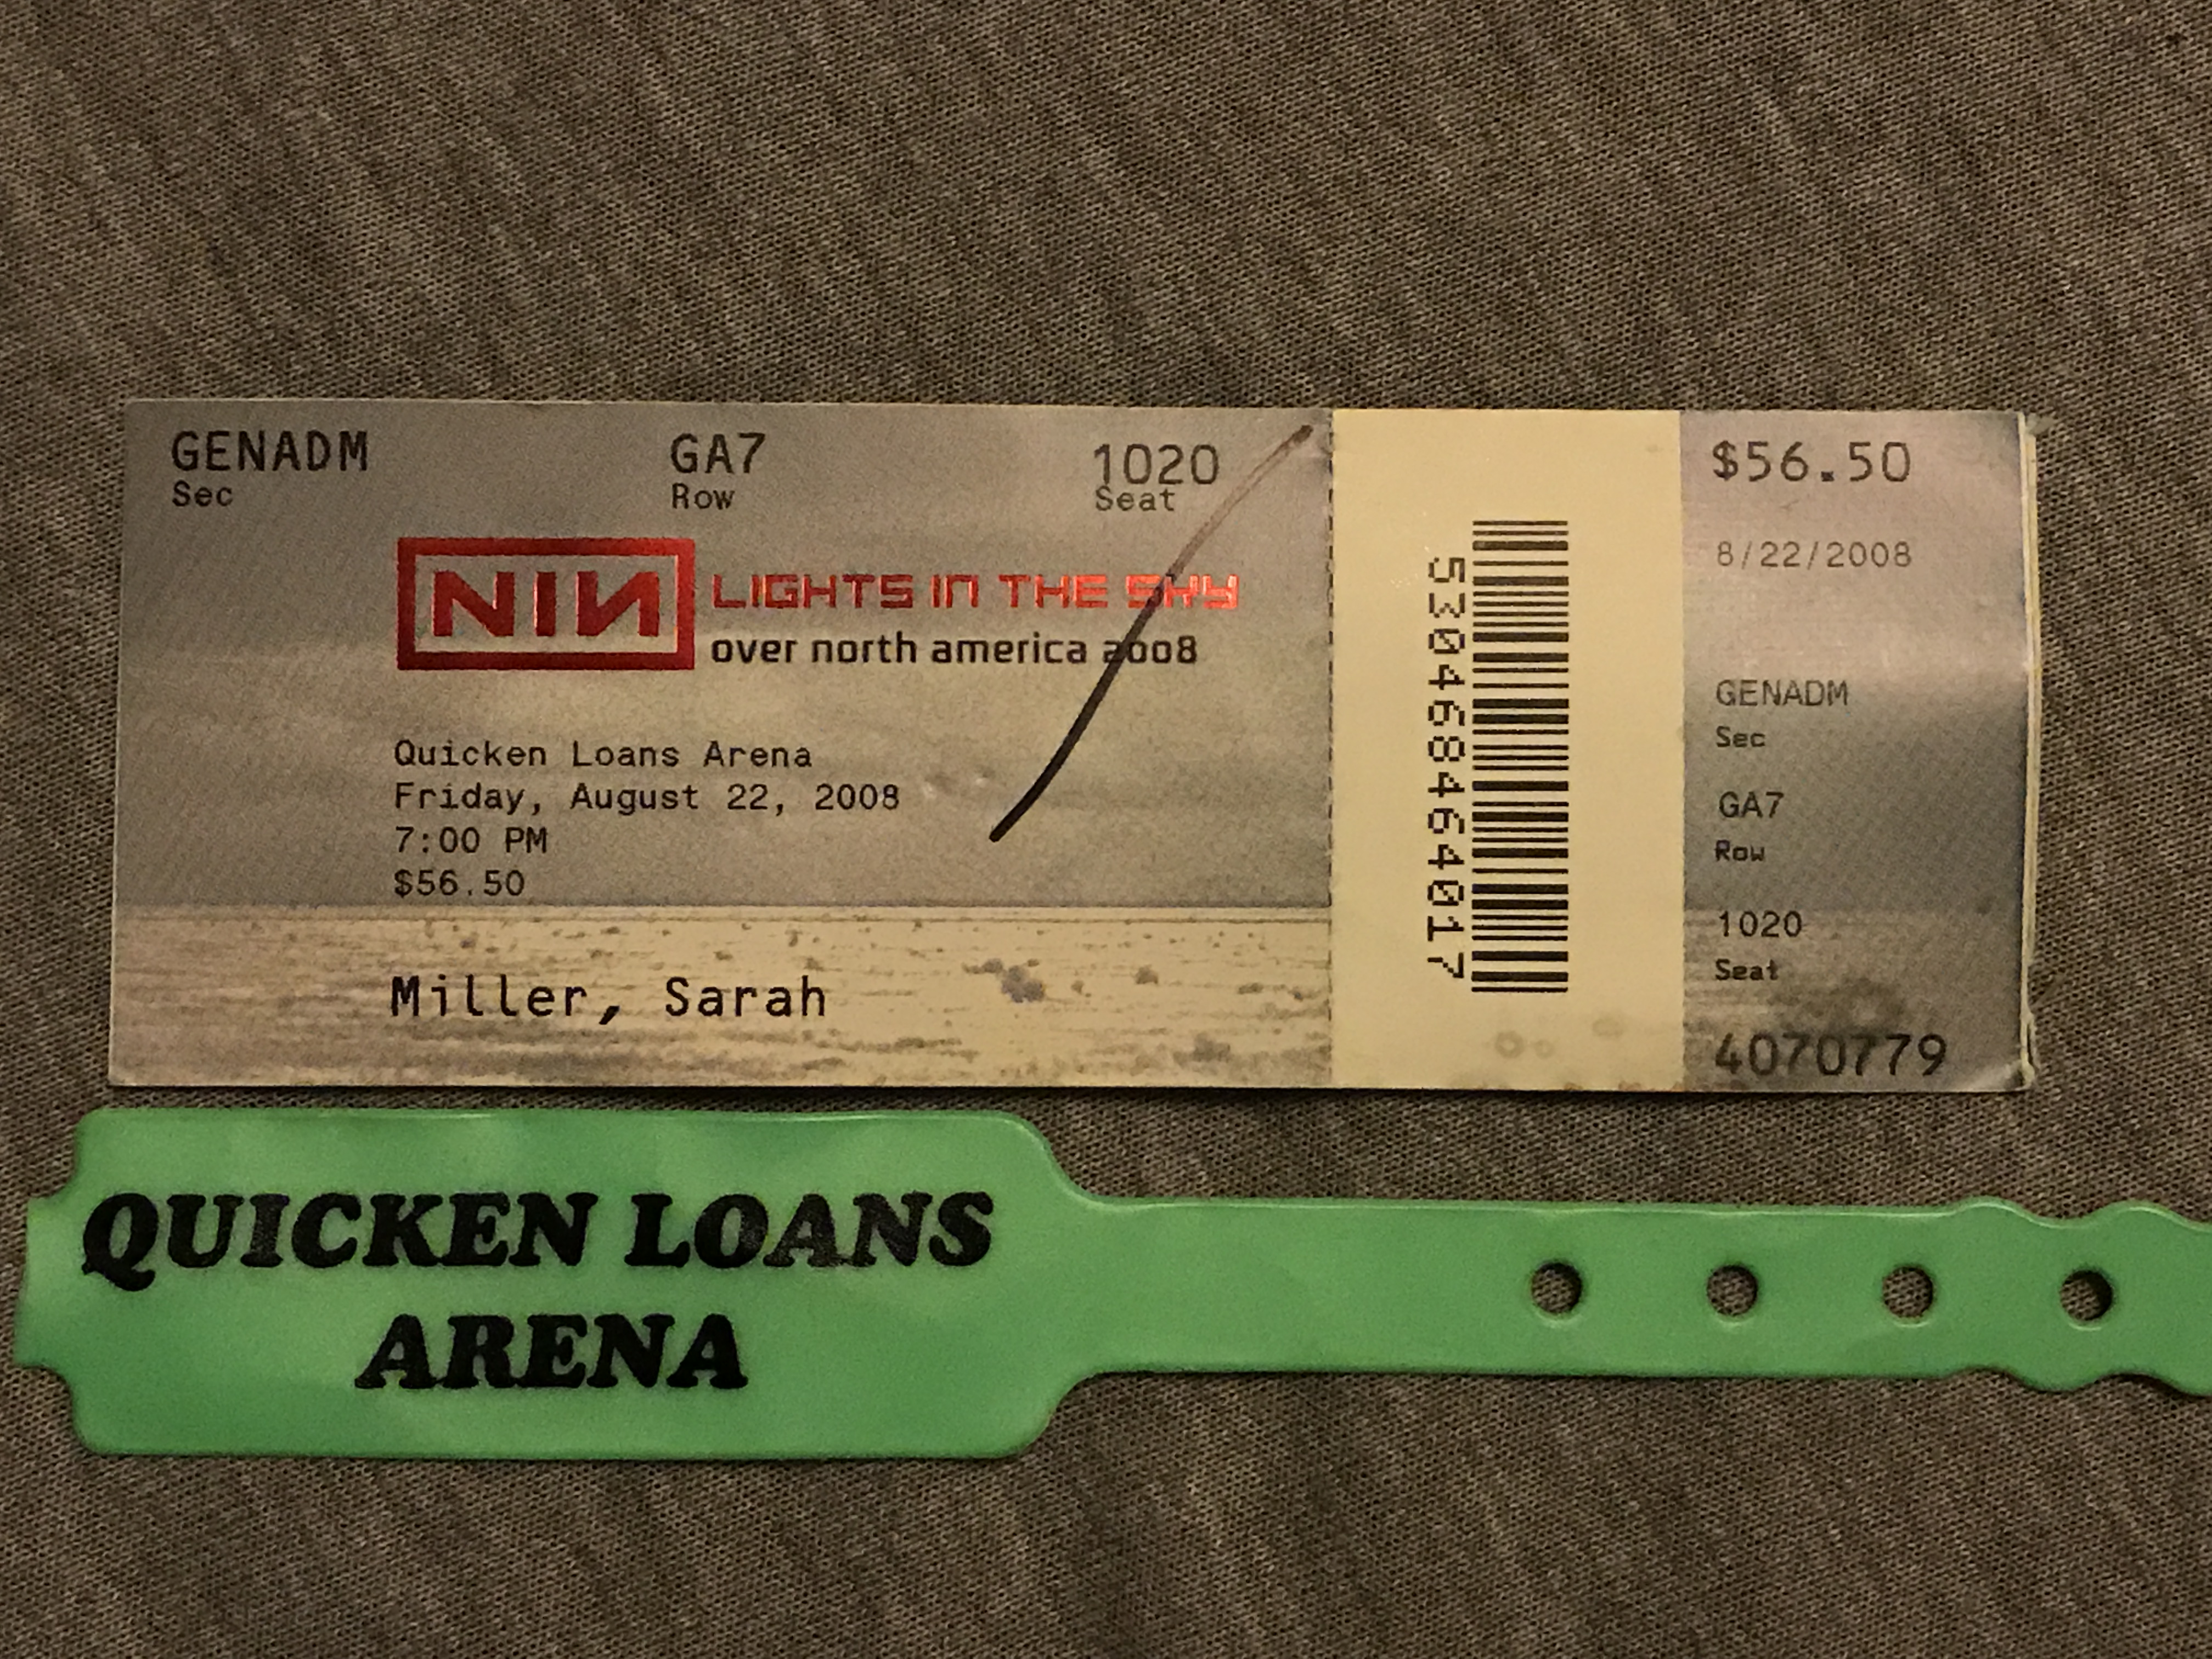 GENADM GA7 1020
Sec Row Seat
NIN LIGHTS IN THE SKY
over north america 2008
Quicken Loans Arena
Friday, August 22, 2008
7:00 PM
$56.50
Miller, Sarah
530468464017
$56.50
8/22/2008
GENADM
Sec
GA7
Row
1020
Seat
4070779
QUICKEN LOANS
ARENA